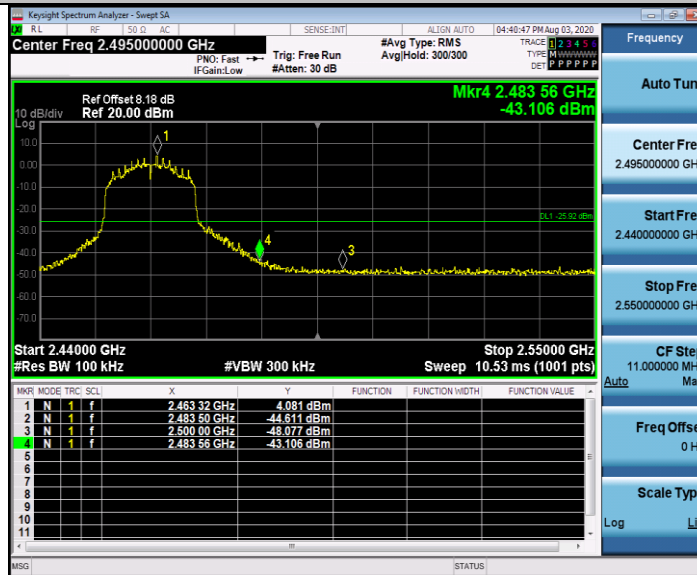 Keysight Spectrum Analyzer - Swept SA
RL RF 50 Ω AC SENSE:INT ALIGN AUTO 04:40:47 PM Aug 03, 2020
Center Freq 2.495000000 GHz
PNO: Fast
IFGain:Low
Trig: Free Run
#Atten: 30 dB
#Avg Type: RMS
Avg|Hold: 300/300
TRACE 1 2 3 4 5 6
TYPE M W W W W W
DET P P P P P P
Ref Offset 8.18 dB
10 dB/div Ref 20.00 dBm
Log
Mkr4 2.483 56 GHz
-43.106 dBm
10.0
0.00
-10.0
-20.0
-30.0
-40.0
-50.0
-60.0
-70.0
1
4
3
DL1 -25.92 dBm
Start 2.44000 GHz Stop 2.55000 GHz
#Res BW 100 kHz #VBW 300 kHz Sweep 10.53 ms (1001 pts)
MKR MODE TRC SCL X Y FUNCTION FUNCTION WIDTH FUNCTION VALUE
1 N 1 f 2.463 32 GHz 4.081 dBm
2 N 1 f 2.483 50 GHz -44.611 dBm
3 N 1 f 2.500 00 GHz -48.077 dBm
4 N 1 f 2.483 56 GHz -43.106 dBm
5
6
7
8
9
10
11
MSG STATUS
Frequency
Auto Tun
Center Fre
2.495000000 GH
Start Fre
2.440000000 GH
Stop Fre
2.550000000 GH
CF Ste
11.000000 MH
Auto Ma
Freq Offse
0 H
Scale Typ
Log Li